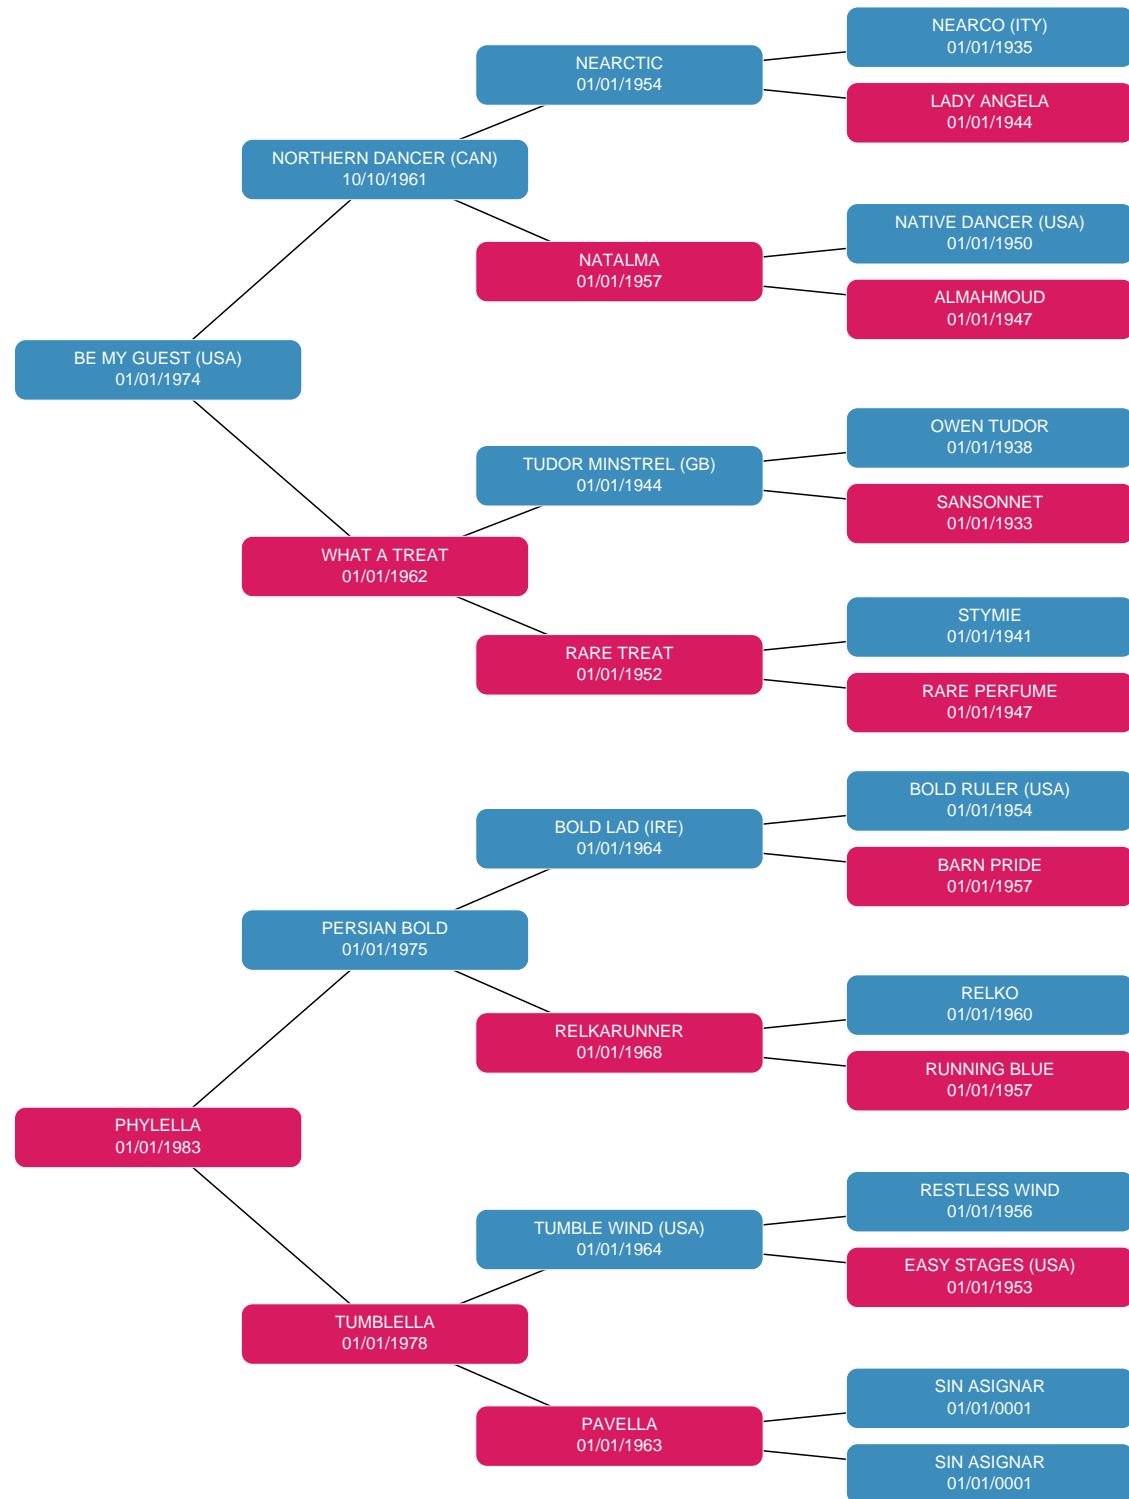 NEARCO (ITY)
01/01/1935
NEARCTIC
01/01/1954
LADY ANGELA
01/01/1944
NORTHERN DANCER (CAN)
10/10/1961
NATIVE DANCER (USA)
01/01/1950
NATALMA
01/01/1957
ALMAHMOUD
01/01/1947
BE MY GUEST (USA)
01/01/1974
OWEN TUDOR
01/01/1938
TUDOR MINSTREL (GB)
01/01/1944
SANSONNET
01/01/1933
WHAT A TREAT
01/01/1962
STYMIE
01/01/1941
RARE TREAT
01/01/1952
RARE PERFUME
01/01/1947
BOLD RULER (USA)
01/01/1954
BOLD LAD (IRE)
01/01/1964
BARN PRIDE
01/01/1957
PERSIAN BOLD
01/01/1975
RELKO
01/01/1960
RELKARUNNER
01/01/1968
RUNNING BLUE
01/01/1957
PHYLELLA
01/01/1983
RESTLESS WIND
01/01/1956
TUMBLE WIND (USA)
01/01/1964
EASY STAGES (USA)
01/01/1953
TUMBLELLA
01/01/1978
SIN ASIGNAR
01/01/0001
PAVELLA
01/01/1963
SIN ASIGNAR
01/01/0001